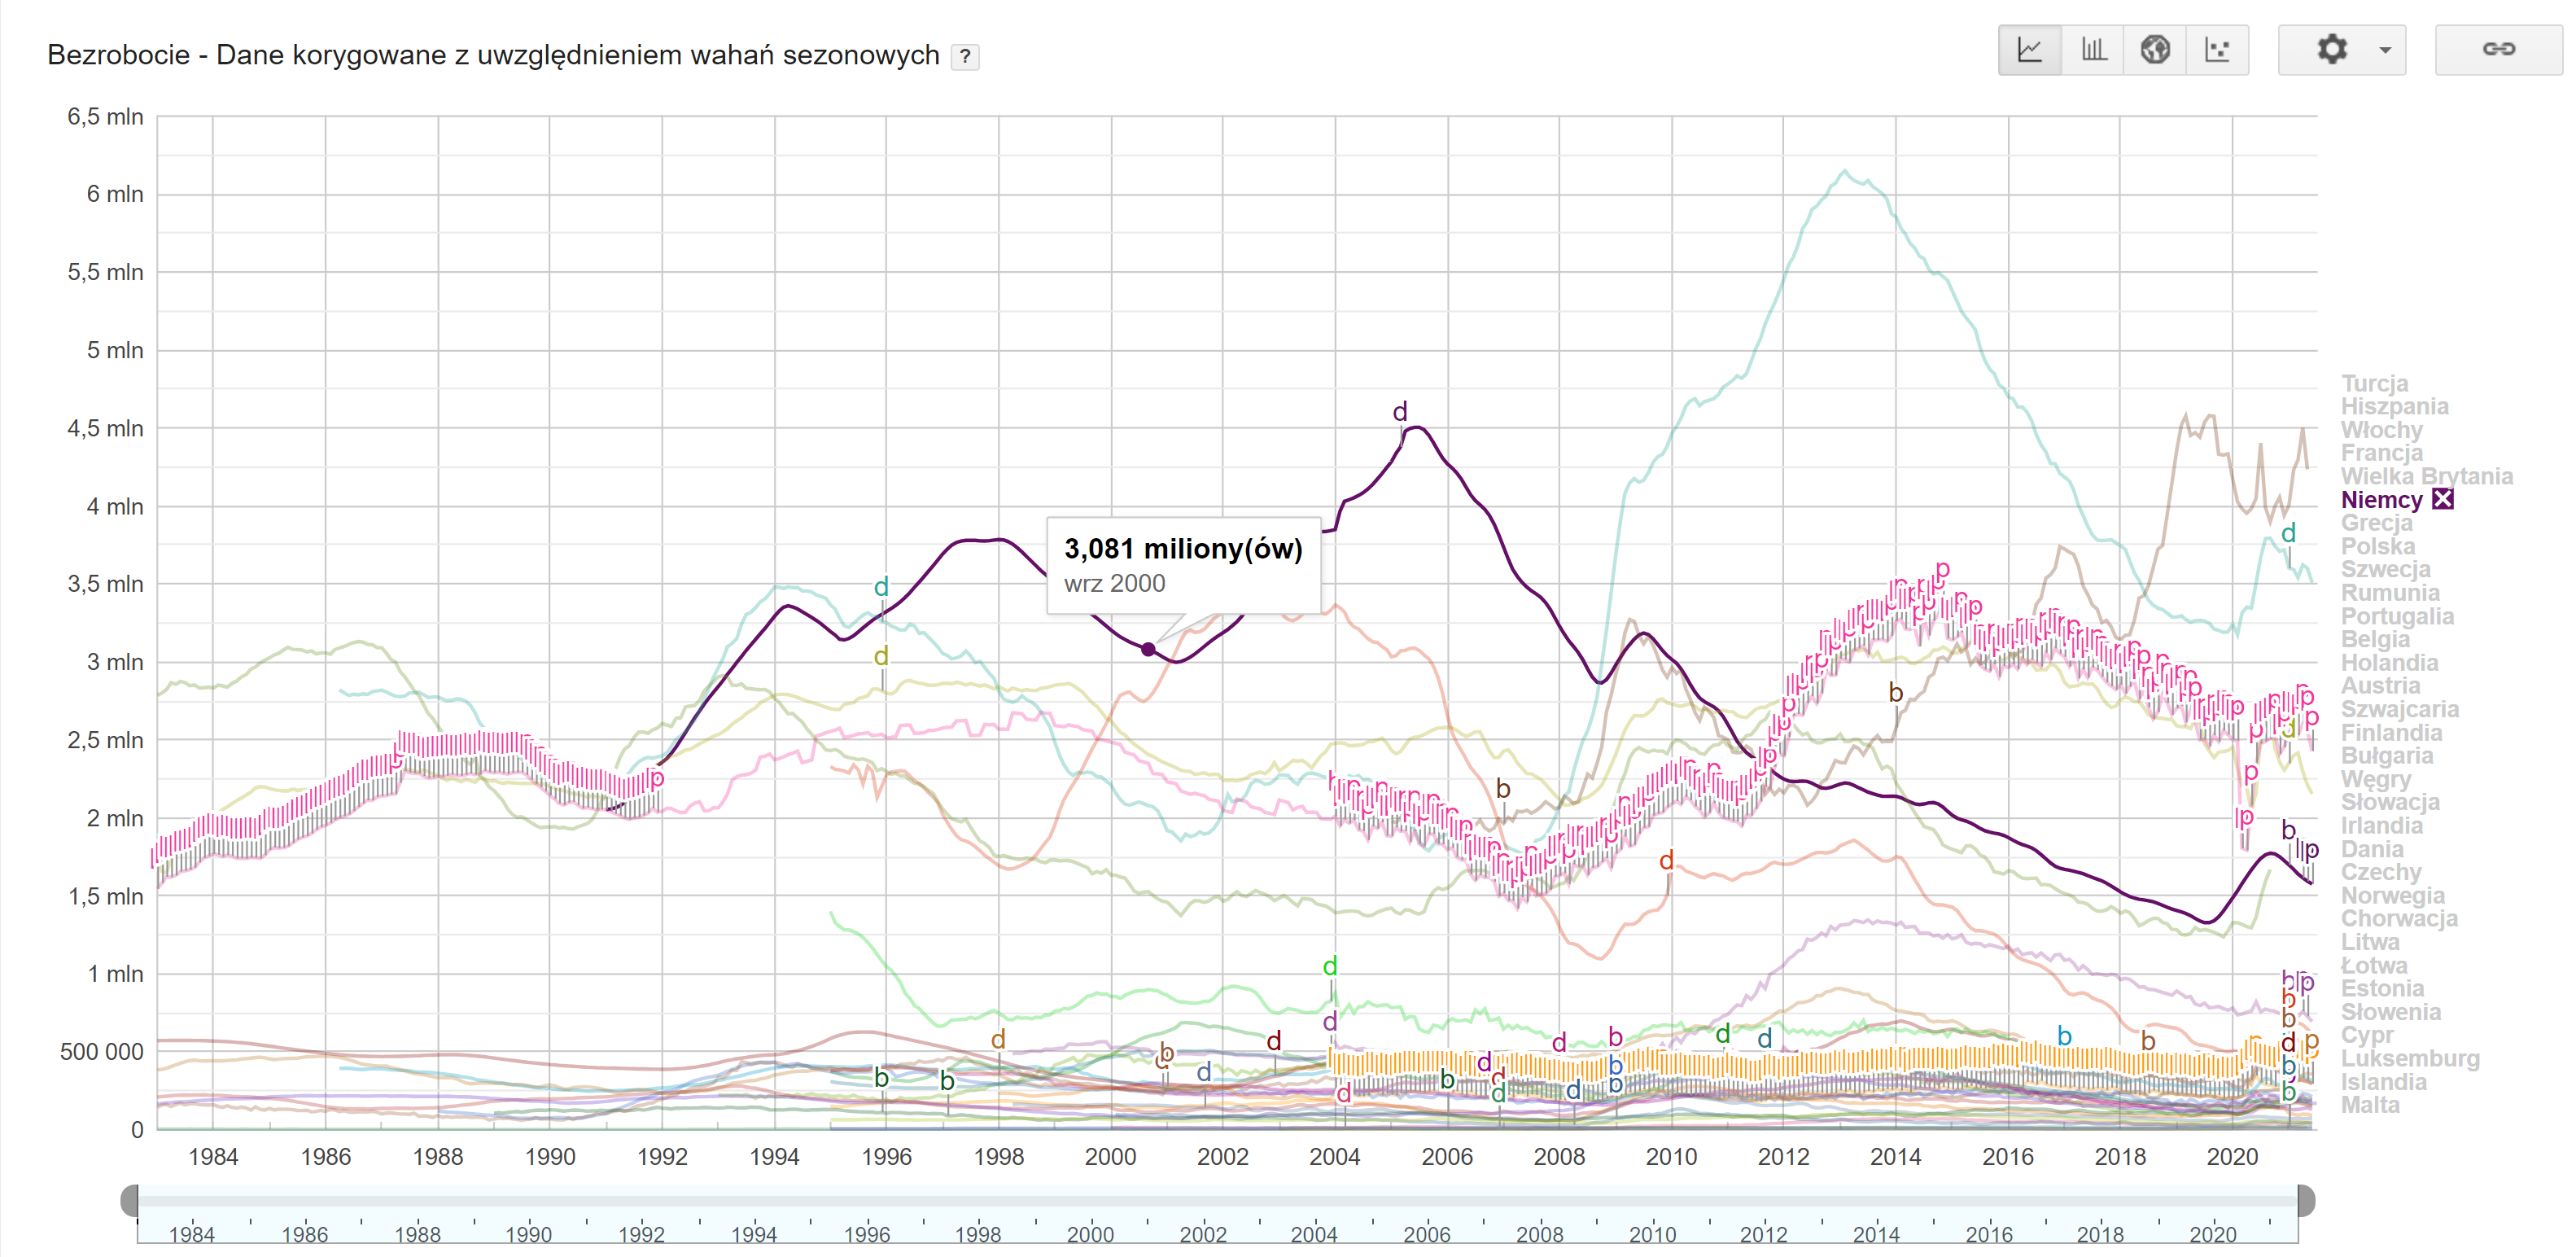 Bezrobocie - Dane korygowane z uwzględnieniem wahań sezonowych ?
6,5 mln
6 mln
5,5 mln
5 mln
4,5 mln
4 mln
3,5 mln
3 mln
2,5 mln
2 mln
1,5 mln
1 mln
500 000
0
3,081 miliony(ów)
wrz 2000
Turcja
Hiszpania
Włochy
Francja
Wielka Brytania
Niemcy
Grecja
Polska
Szwecja
Rumunia
Portugalia
Belgia
Holandia
Austria
Szwajcaria
Finlandia
Bułgaria
Węgry
Słowacja
Irlandia
Dania
Czechy
Norwegia
Chorwacja
Litwa
Łotwa
Estonia
Słowenia
Cypr
Luksemburg
Islandia
Malta
1984 1986 1988 1990 1992 1994 1996 1998 2000 2002 2004 2006 2008 2010 2012 2014 2016 2018 2020
1984 1986 1988 1990 1992 1994 1996 1998 2000 2002 2004 2006 2008 2010 2012 2014 2016 2018 2020